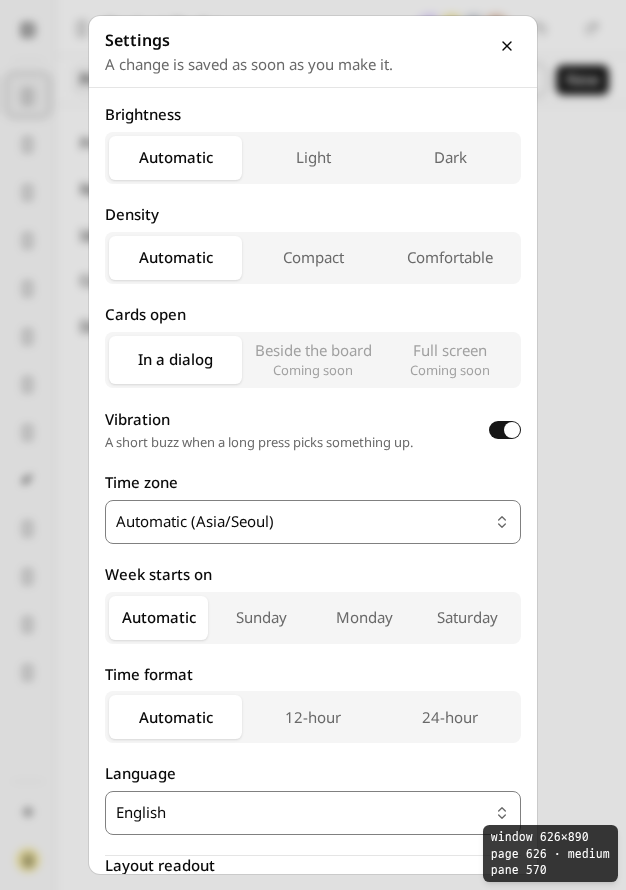 Settings
A change is saved as soon as you make it.
Brightness
Automatic Light Dark
Density
Automatic Compact Comfortable
Cards open
In a dialog Beside the board Full screen
Coming soon Coming soon
Vibration
A short buzz when a long press picks something up.
Time zone
Automatic (Asia/Seoul)
Week starts on
Automatic Sunday Monday Saturday
Time format
Automatic 12-hour 24-hour
Language
English
Layout readout
window 626×890
page 626 · medium
pane 570